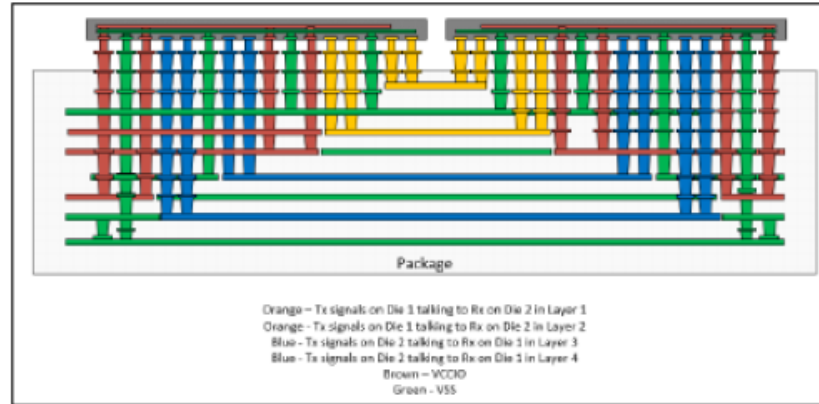 Package
Orange – Tx signals on Die 1 talking to Rx on Die 2 in Layer 1
Orange - Tx signals on Die 1 talking to Rx on Die 2 in Layer 2
Blue - Tx signals on Die 2 talking to Rx on Die 1 in Layer 3
Blue - Tx signals on Die 2 talking to Rx on Die 1 in Layer 4
Brown – VCCIO
Green - VSS